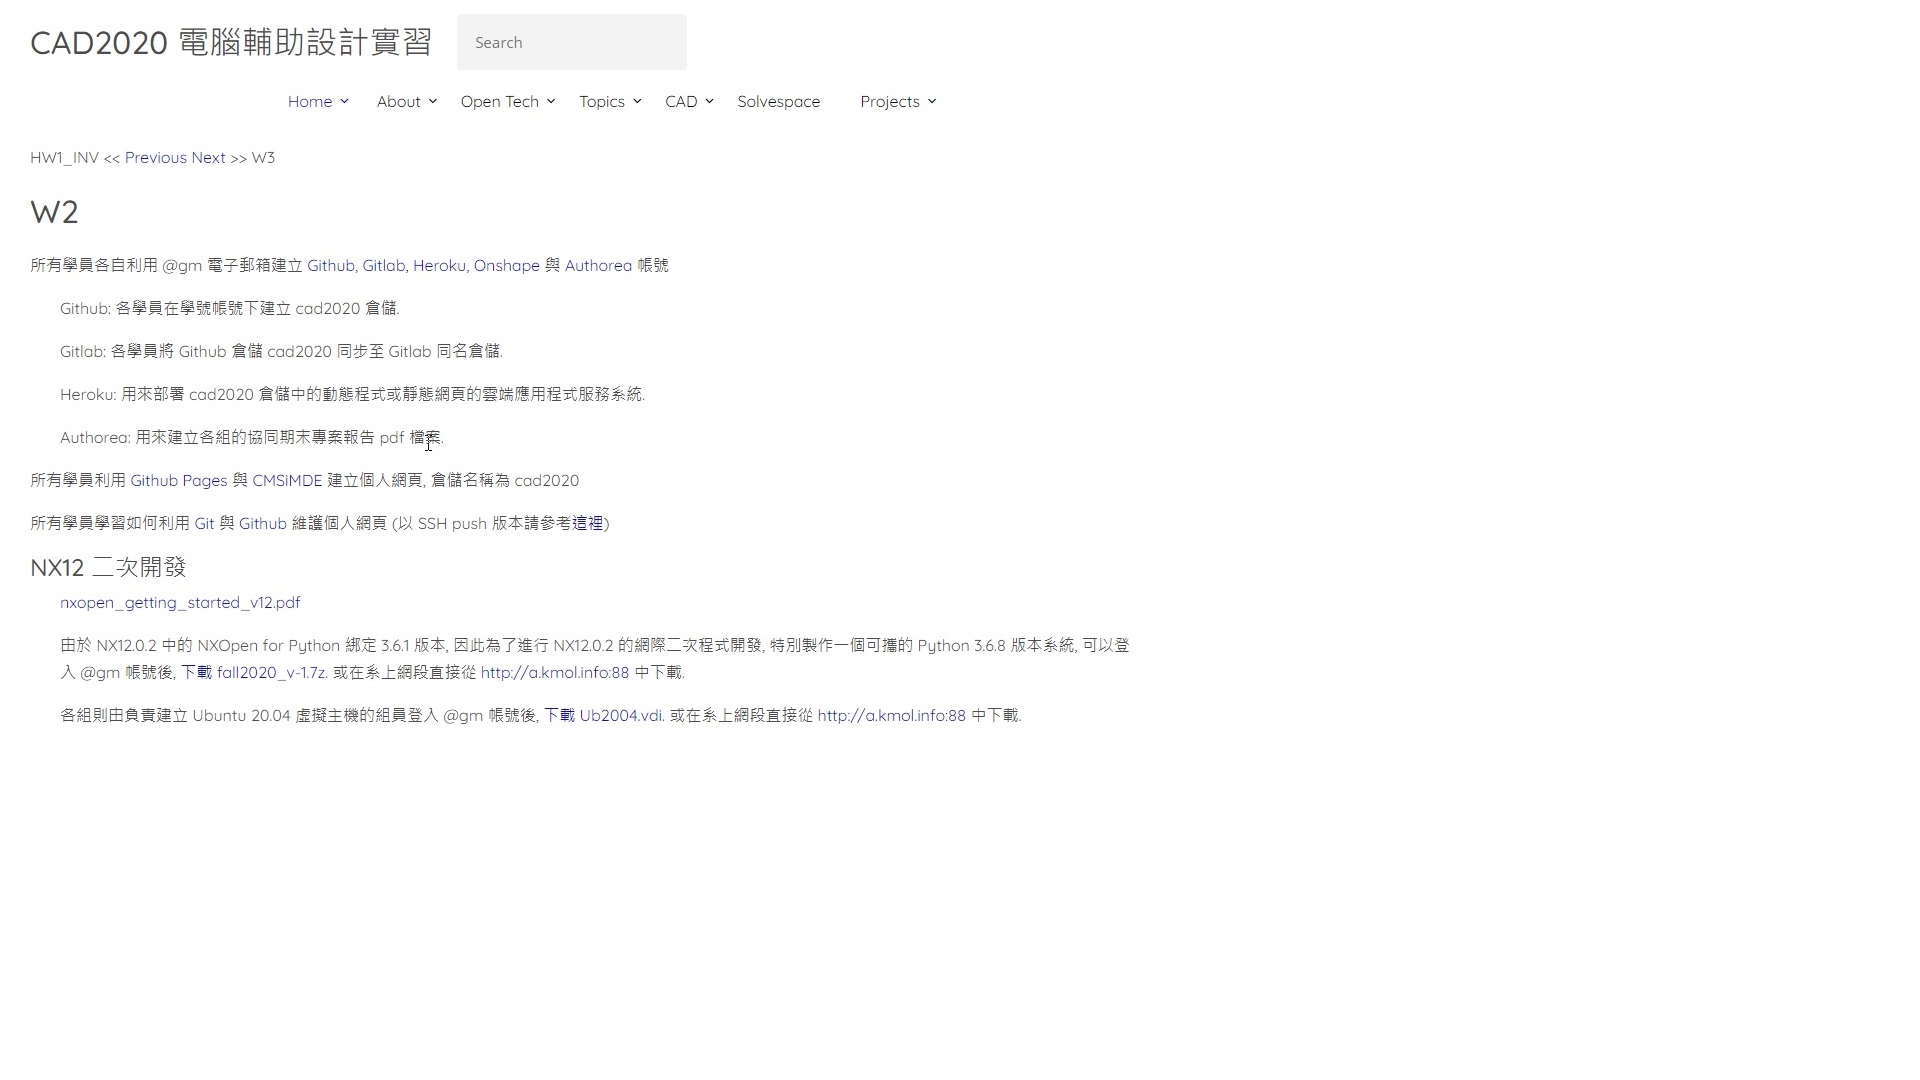 CAD2020 電腦輔助設計實習
Search
Home About Open Tech Topics CAD Solvespace Projects
HW1_INV << Previous Next >> W3
W2
所有學員各自利用 @gm 電子郵箱建立 Github, Gitlab, Heroku, Onshape 與 Authorea 帳號
Github: 各學員在學號帳號下建立 cad2020 倉儲.
Gitlab: 各學員將 Github 倉儲 cad2020 同步至 Gitlab 同名倉儲.
Heroku: 用來部署 cad2020 倉儲中的動態程式或靜態網頁的雲端應用程式服務系統.
Authorea: 用來建立各組的協同期末專案報告 pdf 檔案.
所有學員利用 Github Pages 與 CMSiMDE 建立個人網頁, 倉儲名稱為 cad2020
所有學員學習如何利用 Git 與 Github 維護個人網頁 (以 SSH push 版本請參考這裡)
NX12 二次開發
nxopen_getting_started_v12.pdf
由於 NX12.0.2 中的 NXOpen for Python 綁定 3.6.1 版本, 因此為了進行 NX12.0.2 的網際二次程式開發, 特別製作一個可攜的 Python 3.6.8 版本系統, 可以登
入 @gm 帳號後, 下載 fall2020_v-1.7z. 或在系上網段直接從 http://a.kmol.info:88 中下載.
各組則由負責建立 Ubuntu 20.04 虛擬主機的組員登入 @gm 帳號後, 下載 Ub2004.vdi. 或在系上網段直接從 http://a.kmol.info:88 中下載.